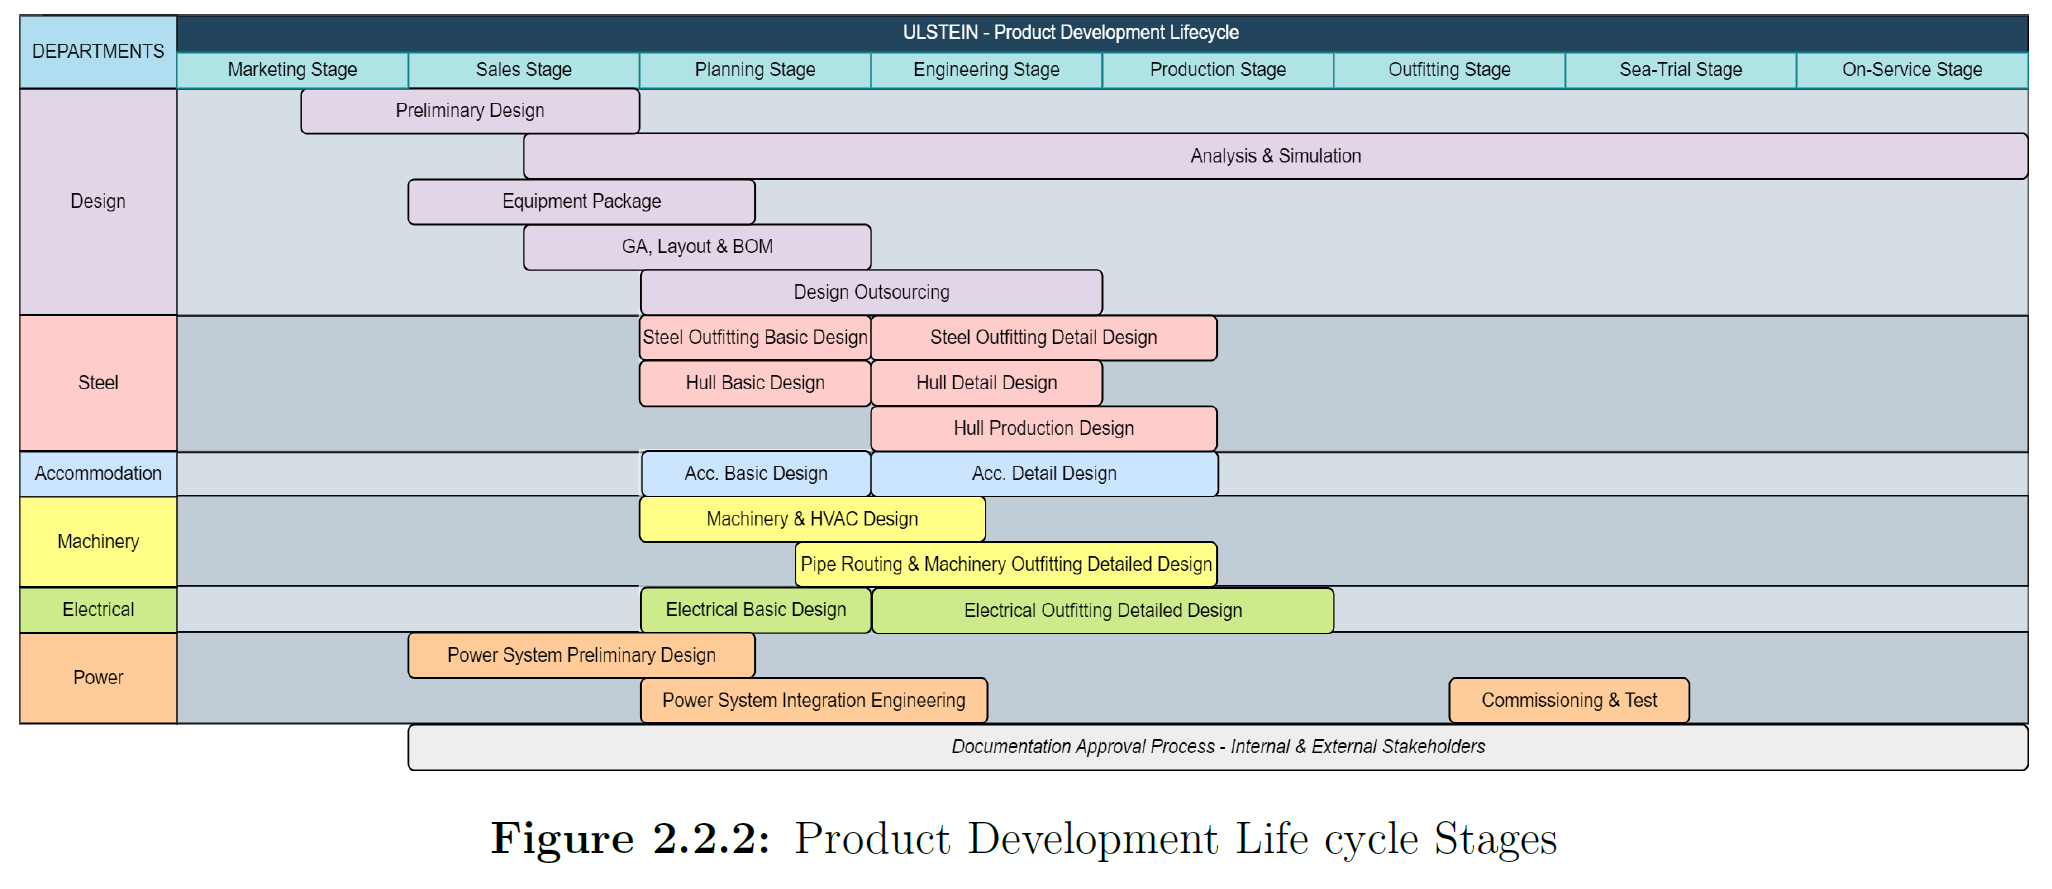 DEPARTMENTS
ULSTEIN - Product Development Lifecycle
Marketing Stage
Sales Stage
Planning Stage
Engineering Stage
Production Stage
Outfitting Stage
Sea-Trial Stage
On-Service Stage
Design
Preliminary Design
Analysis & Simulation
Equipment Package
GA, Layout & BOM
Design Outsourcing
Steel
Steel Outfitting Basic Design
Steel Outfitting Detail Design
Hull Basic Design
Hull Detail Design
Hull Production Design
Accommodation
Acc. Basic Design
Acc. Detail Design
Machinery
Machinery & HVAC Design
Pipe Routing & Machinery Outfitting Detailed Design
Electrical
Electrical Basic Design
Electrical Outfitting Detailed Design
Power
Power System Preliminary Design
Power System Integration Engineering
Commissioning & Test
Documentation Approval Process - Internal & External Stakeholders
Figure 2.2.2: Product Development Life cycle Stages